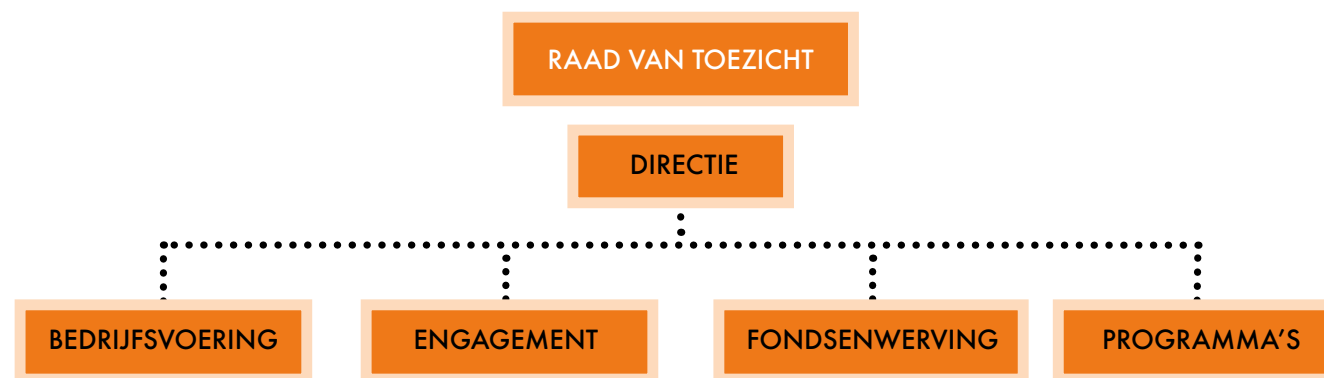 RAAD VAN TOEZICHT
DIRECTIE
BEDRIJFSVOERING
ENGAGEMENT
FONDSENWERVING
PROGRAMMA’S